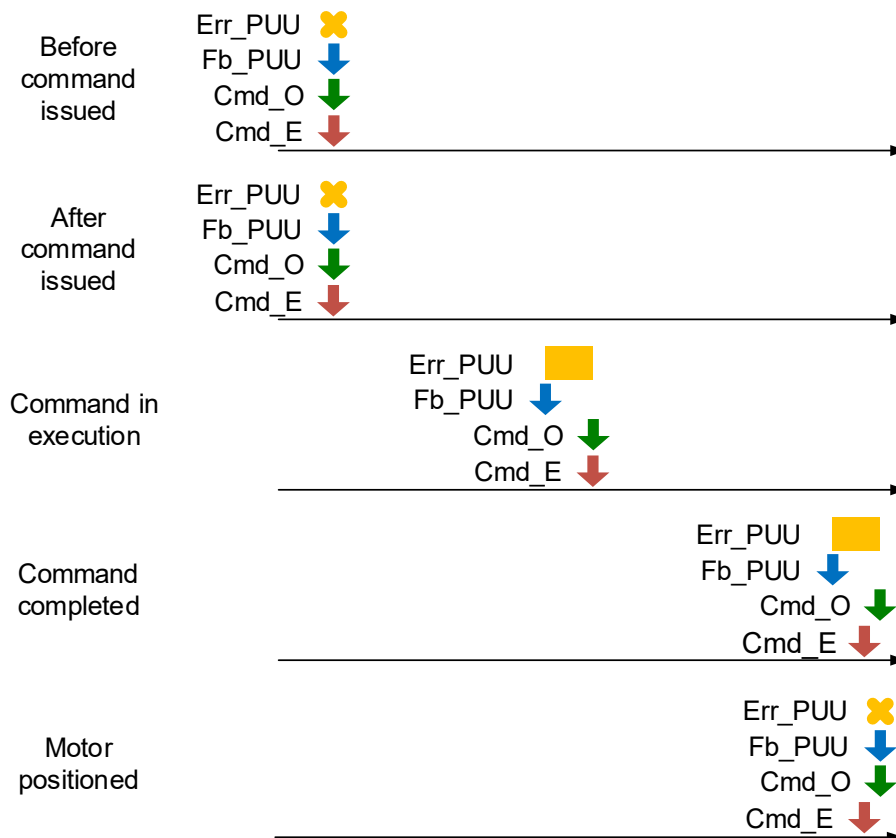 Before
command
issued
Err_PUU
Fb_PUU
Cmd_O
Cmd_E
After
command
issued
Err_PUU
Fb_PUU
Cmd_O
Cmd_E
Command in
execution
Err_PUU
Fb_PUU
Cmd_O
Cmd_E
Command
completed
Err_PUU
Fb_PUU
Cmd_O
Cmd_E
Motor
positioned
Err_PUU
Fb_PUU
Cmd_O
Cmd_E